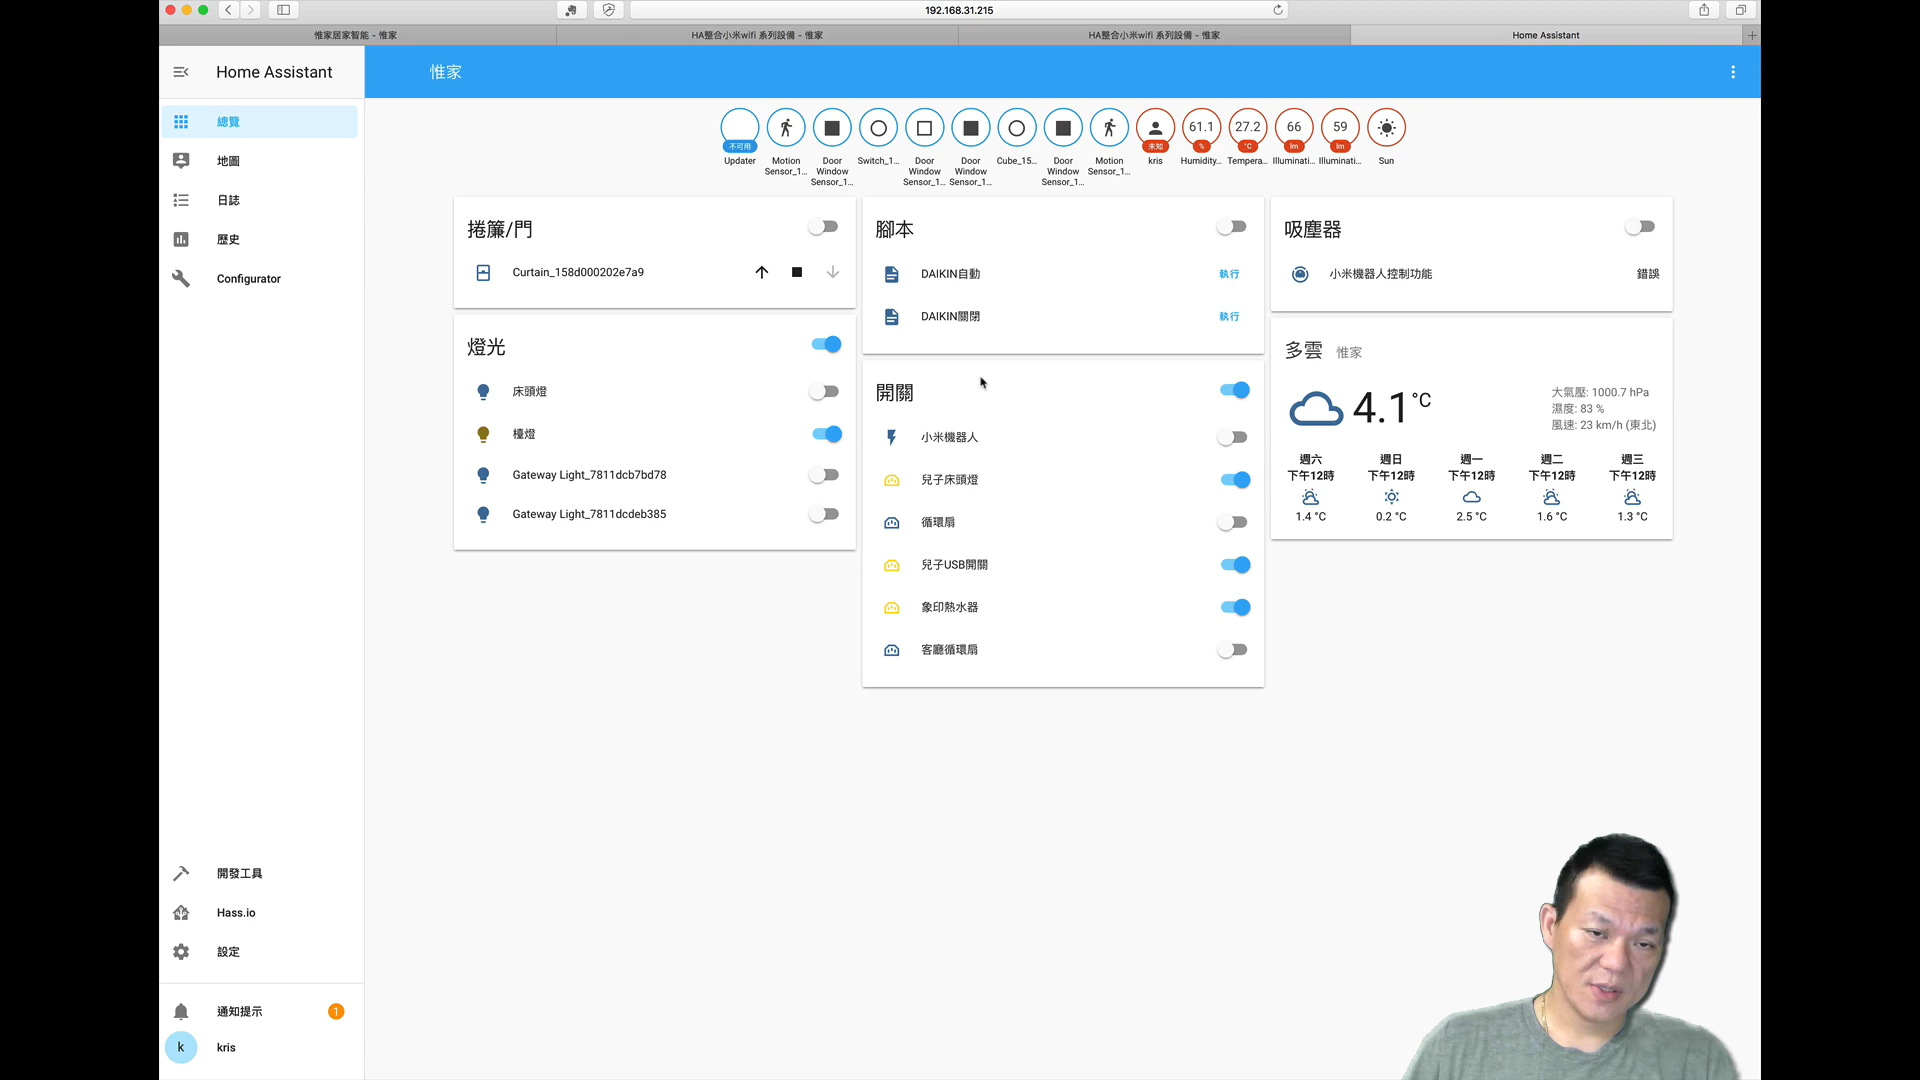 192.168.31.215
惟家居家智能 - 惟家
HA整合小米wifi 系列設備 - 惟家
HA整合小米wifi 系列設備 - 惟家
Home Assistant
Home Assistant
惟家
總覽
地圖
日誌
歷史
Configurator
開發工具
Hass.io
設定
通知提示
1
k
kris
不可用
Updater
Motion
Sensor_1...
Door
Window
Sensor_1...
Switch_1...
Door
Window
Sensor_1...
Door
Window
Sensor_1...
Cube_15...
Door
Window
Sensor_1...
Motion
Sensor_1...
未知
kris
61.1
%
Humidity...
27.2
°C
Tempera...
66
lm
Illuminati...
59
lm
Illuminati...
Sun
捲簾/門
Curtain_158d000202e7a9
燈光
床頭燈
檯燈
Gateway Light_7811dcb7bd78
Gateway Light_7811dcdeb385
腳本
DAIKIN自動
執行
DAIKIN關閉
執行
開關
小米機器人
兒子床頭燈
循環扇
兒子USB開關
象印熱水器
客廳循環扇
吸塵器
小米機器人控制功能
錯誤
多雲 惟家
4.1°C
大氣壓: 1000.7 hPa
濕度: 83 %
風速: 23 km/h (東北)
週六
下午12時
1.4 °C
週日
下午12時
0.2 °C
週一
下午12時
2.5 °C
週二
下午12時
1.6 °C
週三
下午12時
1.3 °C